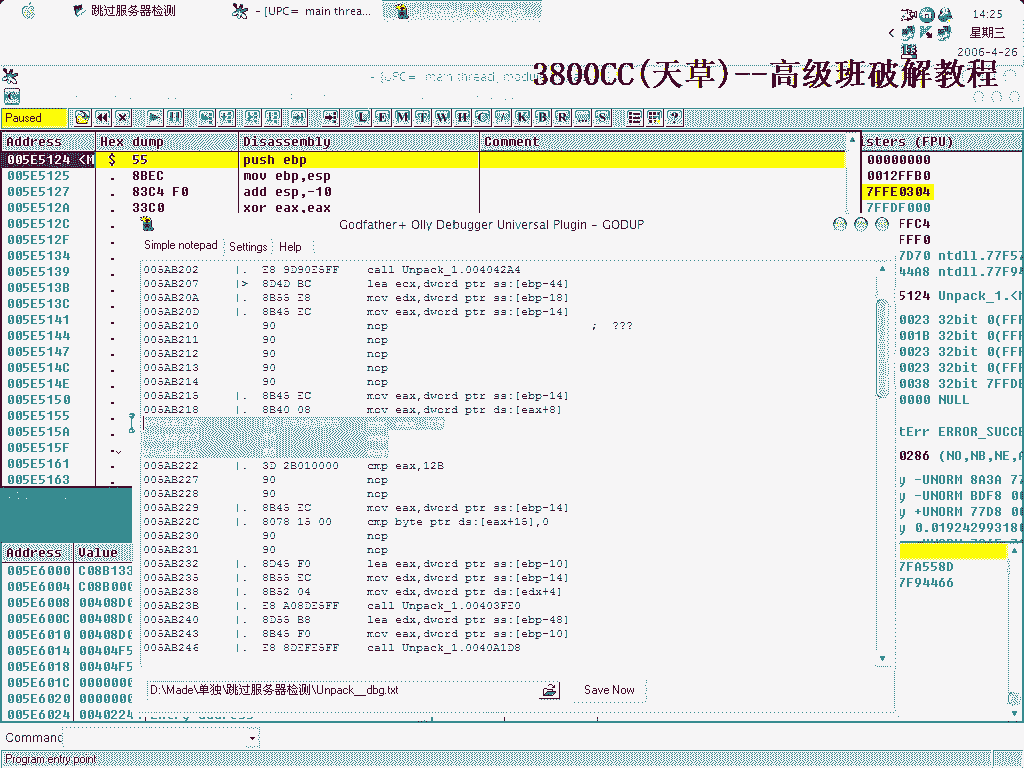 跳过服务器检测
- [UPC= main threa...
14:25
星期三
2006-4-26
- [UPC= main thread, modu
3800CC(天草)--高级班破解教程
Paused
L E M T W H C / K B R ... S
Address Hex dump Disassembly Comment
sters (FPU)
005E5124 <M $ 55 push ebp
00000000
005E5125 . 8BEC mov ebp,esp
0012FFB0
005E5127 . 83C4 F0 add esp,-10
7FFE0304
005E512A . 33C0 xor eax,eax
7FFDF000
005E512C .
FFC4
005E512F .
FFF0
005E5134 .
7D70 ntdll.77F57
005E5139 .
44A8 ntdll.77F94
005E513B .
005E513C .
5124 Unpack_1.<
005E5141 .
0023 32bit 0(FF
005E5144 .
001B 32bit 0(FF
005E5147 .
0023 32bit 0(FF
005E514C .
0023 32bit 0(FF
005E514E .
0038 32bit 7FFDE
005E5150 .
0000 NULL
005E5155 .
005E515A .
tErr ERROR_SUCCE
005E515F .
0286 (NO,NB,NE,A
005E5161 .
005E5163 .
y -UNORM 8A3A 77
y -UNORM BDF8 00
y +UNORM 77D8 00
y 0.019242993180
Godfather+ Olly Debugger Universal Plugin - GODUP
Simple notepad Settings Help
005AB202 |. E8 9D90E5FF call Unpack_1.004042A4
005AB207 |> 8D4D BC lea ecx,dword ptr ss:[ebp-44]
005AB20A |. 8B55 E8 mov edx,dword ptr ss:[ebp-18]
005AB20D |. 8B45 EC mov eax,dword ptr ss:[ebp-14]
005AB210 90 nop ; ???
005AB211 90 nop
005AB212 90 nop
005AB213 90 nop
005AB214 90 nop
005AB215 |. 8B45 EC mov eax,dword ptr ss:[ebp-14]
005AB218 |. 8B40 08 mov eax,dword ptr ds:[eax+8]
005AB222 |. 3D 2B010000 cmp eax,12B
005AB227 90 nop
005AB228 90 nop
005AB229 |. 8B45 EC mov eax,dword ptr ss:[ebp-14]
005AB22C |. 8078 15 00 cmp byte ptr ds:[eax+15],0
005AB230 90 nop
005AB231 90 nop
005AB232 |. 8D45 F0 lea eax,dword ptr ss:[ebp-10]
005AB235 |. 8B55 EC mov edx,dword ptr ss:[ebp-14]
005AB238 |. 8B52 04 mov edx,dword ptr ds:[edx+4]
005AB23B |. E8 A08DE5FF call Unpack_1.00403FE0
005AB240 |. 8D55 B8 lea edx,dword ptr ss:[ebp-48]
005AB243 |. 8B45 F0 mov eax,dword ptr ss:[ebp-10]
005AB246 |. E8 8DEFE5FF call Unpack_1.0040A1D8
D:\Made\单独\跳过服务器检测\Unpack__dbg.txt Save Now
Address Value
005E6000 C08B133
7FA558D
005E6004 C08B000
7F94466
005E6008 00408D0
005E600C 00408D0
005E6010 00408D0
005E6014 00404F5
005E6018 00404F5
005E601C 0000000
005E6020 0000000
005E6024 0040224
Command
Program entry point